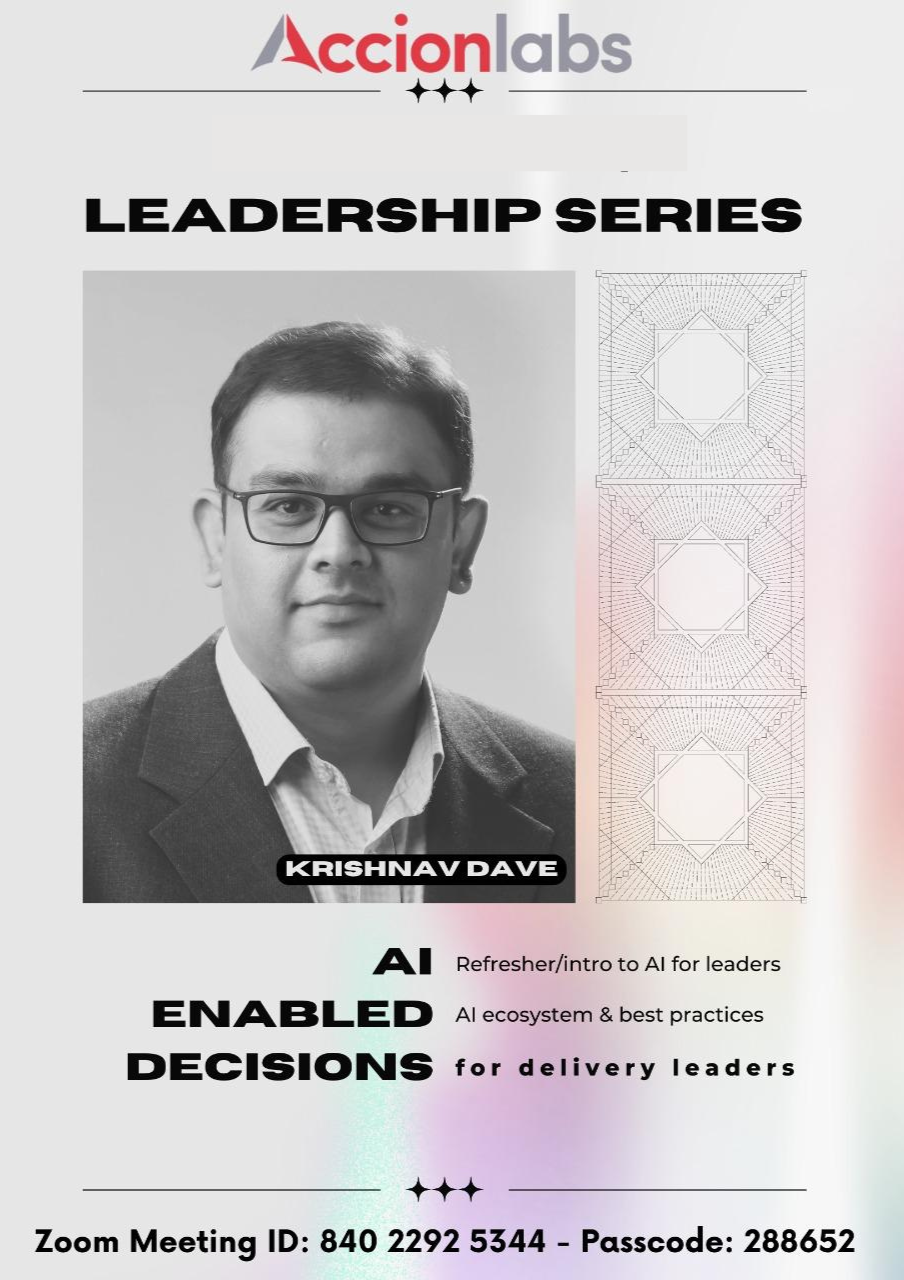 Accionlabs
LEADERSHIP SERIES
KRISHNAV DAVE
AI
Refresher/intro to AI for leaders
ENABLED
AI ecosystem & best practices
DECISIONS
for delivery leaders
Zoom Meeting ID: 840 2292 5344 - Passcode: 288652